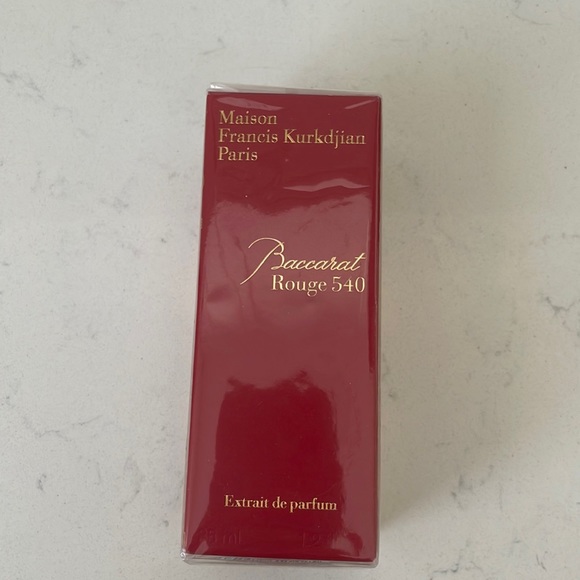 Maison
Francis Kurkdjian
Paris
Baccarat
Rouge 540
Extrait de parfum